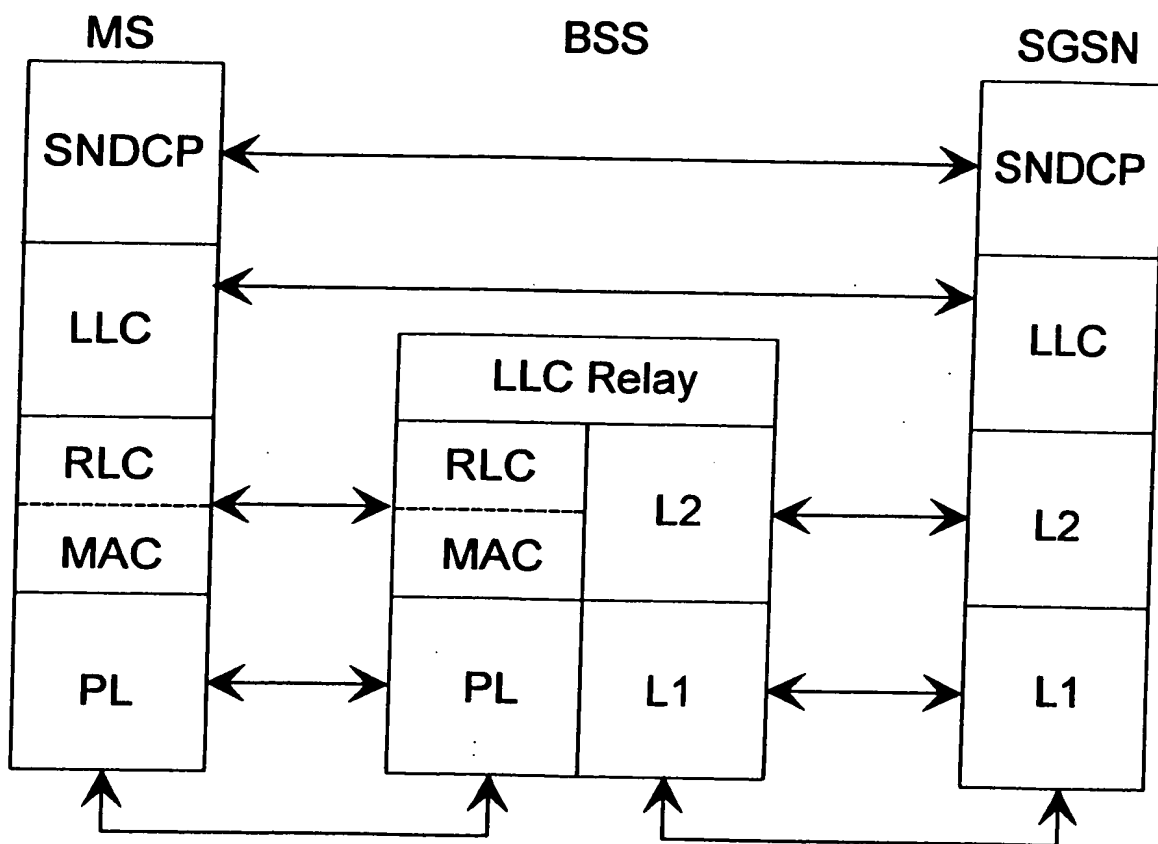 MS
BSS
SGSN
SNDCP
SNDCP
LLC
LLC
LLC Relay
RLC
RLC
L2
L2
MAC
MAC
PL
PL
L1
L1